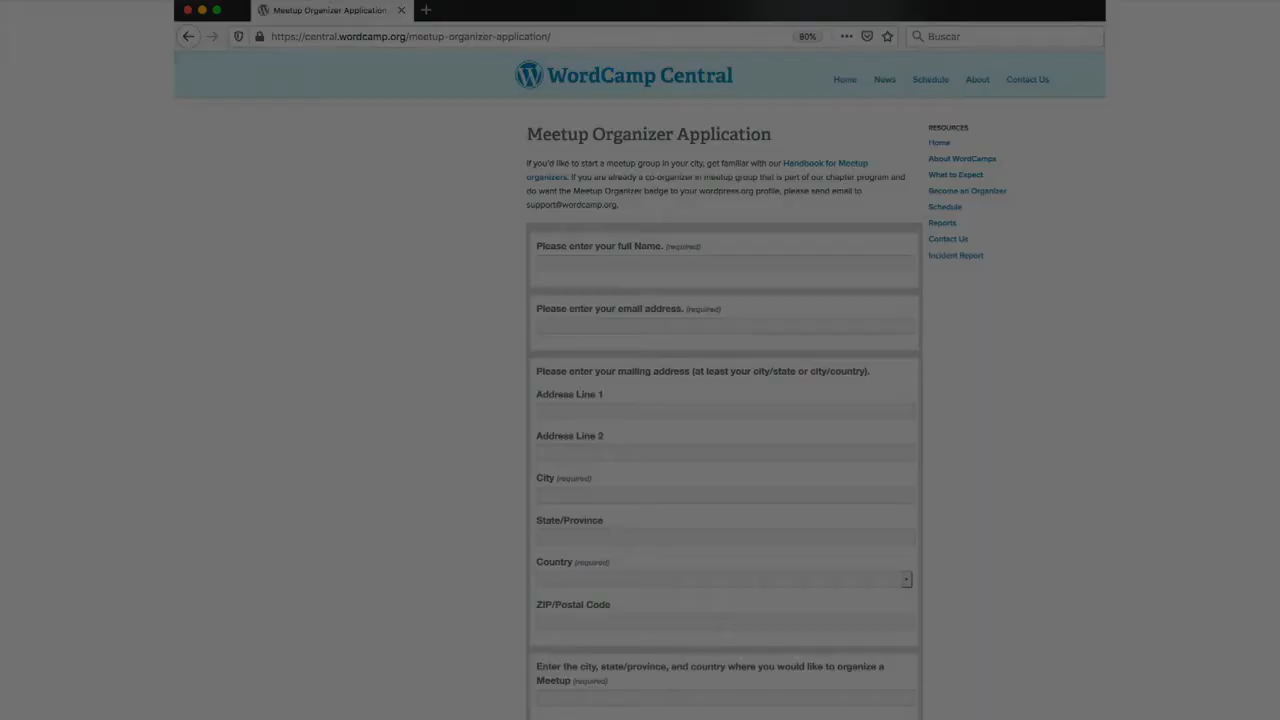 Meetup Organizer Application
https://central.wordcamp.org/meetup-organizer-application/
80%
Buscar
WordCamp Central
Home
News
Schedule
About
Contact Us
Meetup Organizer Application
If you'd like to start a meetup group in your city, get familiar with our Handbook for Meetup
organizers. If you are already a co-organizer in meetup group that is part of our chapter program and
do want the Meetup Organizer badge to your wordpress.org profile, please send email to
support@wordcamp.org.
RESOURCES
Home
About WordCamps
What to Expect
Become an Organizer
Schedule
Reports
Contact Us
Incident Report
Please enter your full Name. (required)
Please enter your email address. (required)
Please enter your mailing address (at least your city/state or city/country).
Address Line 1
Address Line 2
City (required)
State/Province
Country (required)
ZIP/Postal Code
Enter the city, state/province, and country where you would like to organize a
Meetup (required)